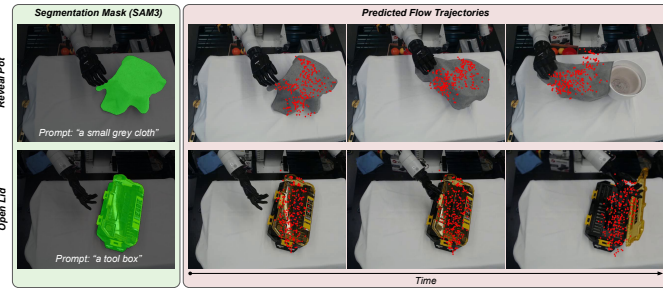 Segmentation Mask (SAM3)
Predicted Flow Trajectories
Reveal Pot
Prompt: “a small grey cloth”
Open Lid
Prompt: “a tool box”
Time